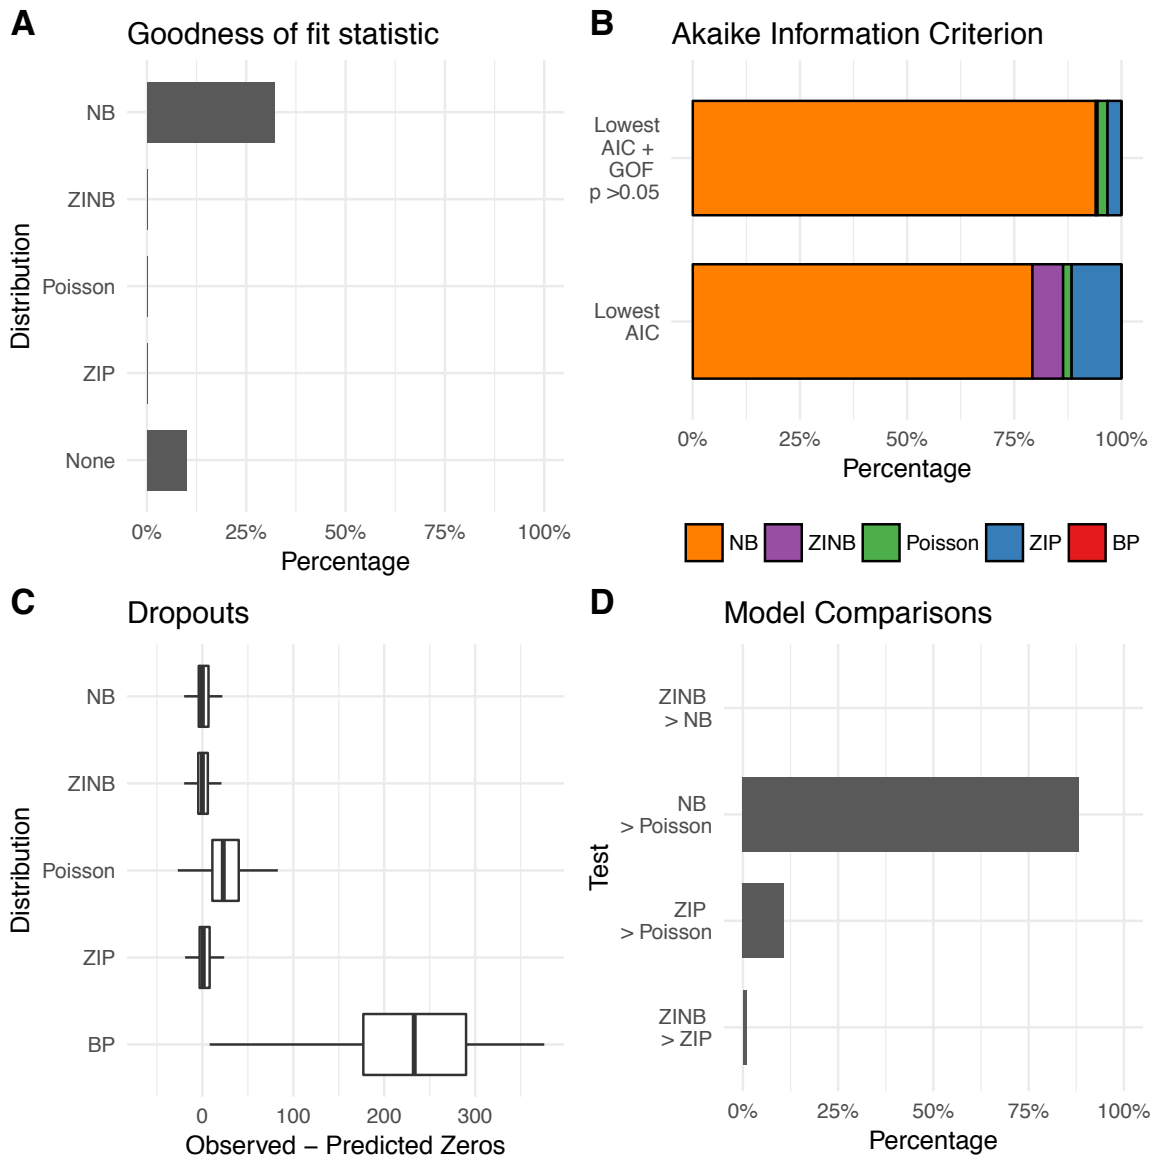 A
Goodness of fit statistic
Distribution
NB
ZINB
Poisson
ZIP
None
0% 25% 50% 75% 100%
Percentage
B
Akaike Information Criterion
Lowest
AIC +
GOF
p >0.05
Lowest
AIC
0% 25% 50% 75% 100%
Percentage
NB ZINB Poisson ZIP BP
C
Dropouts
Distribution
NB
ZINB
Poisson
ZIP
BP
0 100 200 300
Observed − Predicted Zeros
D
Model Comparisons
Test
ZINB
> NB
NB
> Poisson
ZIP
> Poisson
ZINB
> ZIP
0% 25% 50% 75% 100%
Percentage